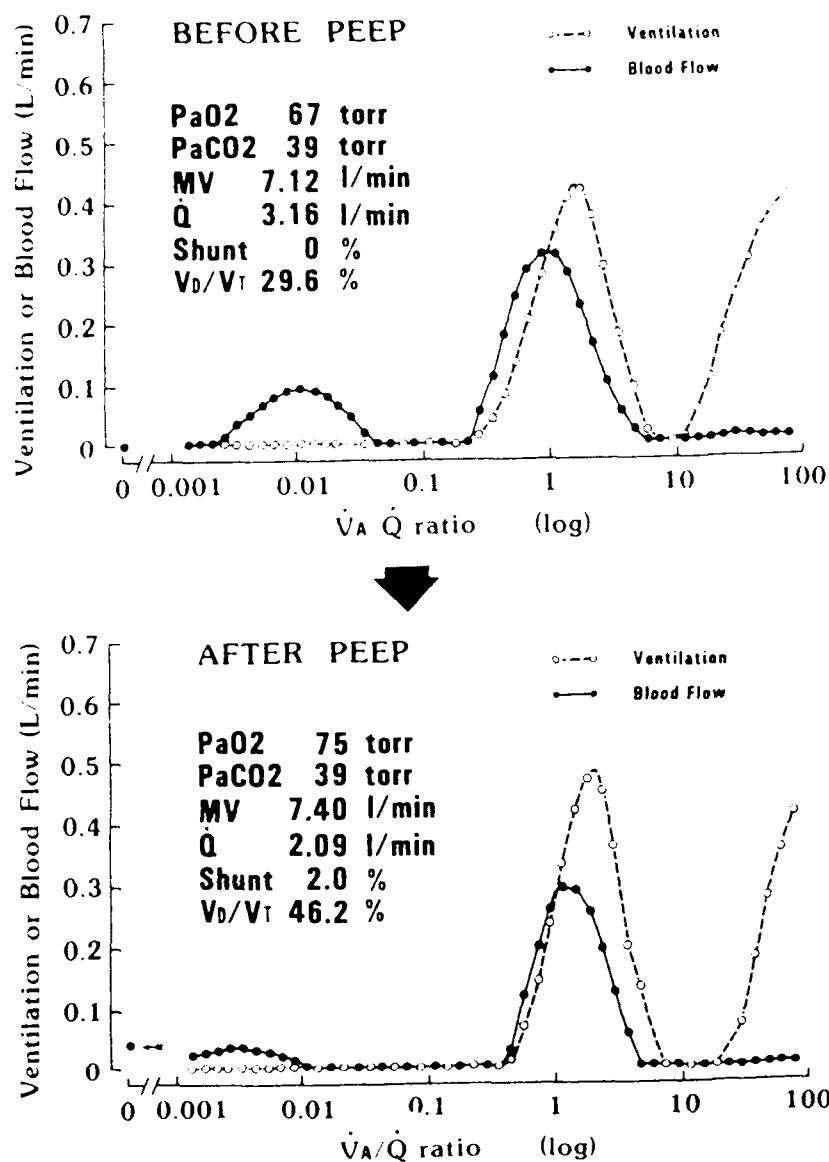 0.7
BEFORE PEEP
Ventilation
Blood Flow
0.6
PaO2 67 torr
PaCO2 39 torr
0.5
MV 7.12 l/min
0.4
Q̇ 3.16 l/min
Shunt 0 %
0.3
VD/VT 29.6 %
0.2
0.1
0
Ventilation or Blood Flow (L/min)
0 0.001 0.01 0.1 1 10 100
V̇A Q̇ ratio (log)
0.7
AFTER PEEP
Ventilation
Blood Flow
0.6
PaO2 75 torr
0.5
PaCO2 39 torr
MV 7.40 l/min
0.4
Q̇ 2.09 l/min
0.3
Shunt 2.0 %
VD/VT 46.2 %
0.2
0.1
0
Ventilation or Blood Flow (L/min)
0 0.001 0.01 0.1 1 10 100
V̇A/Q̇ ratio (log)